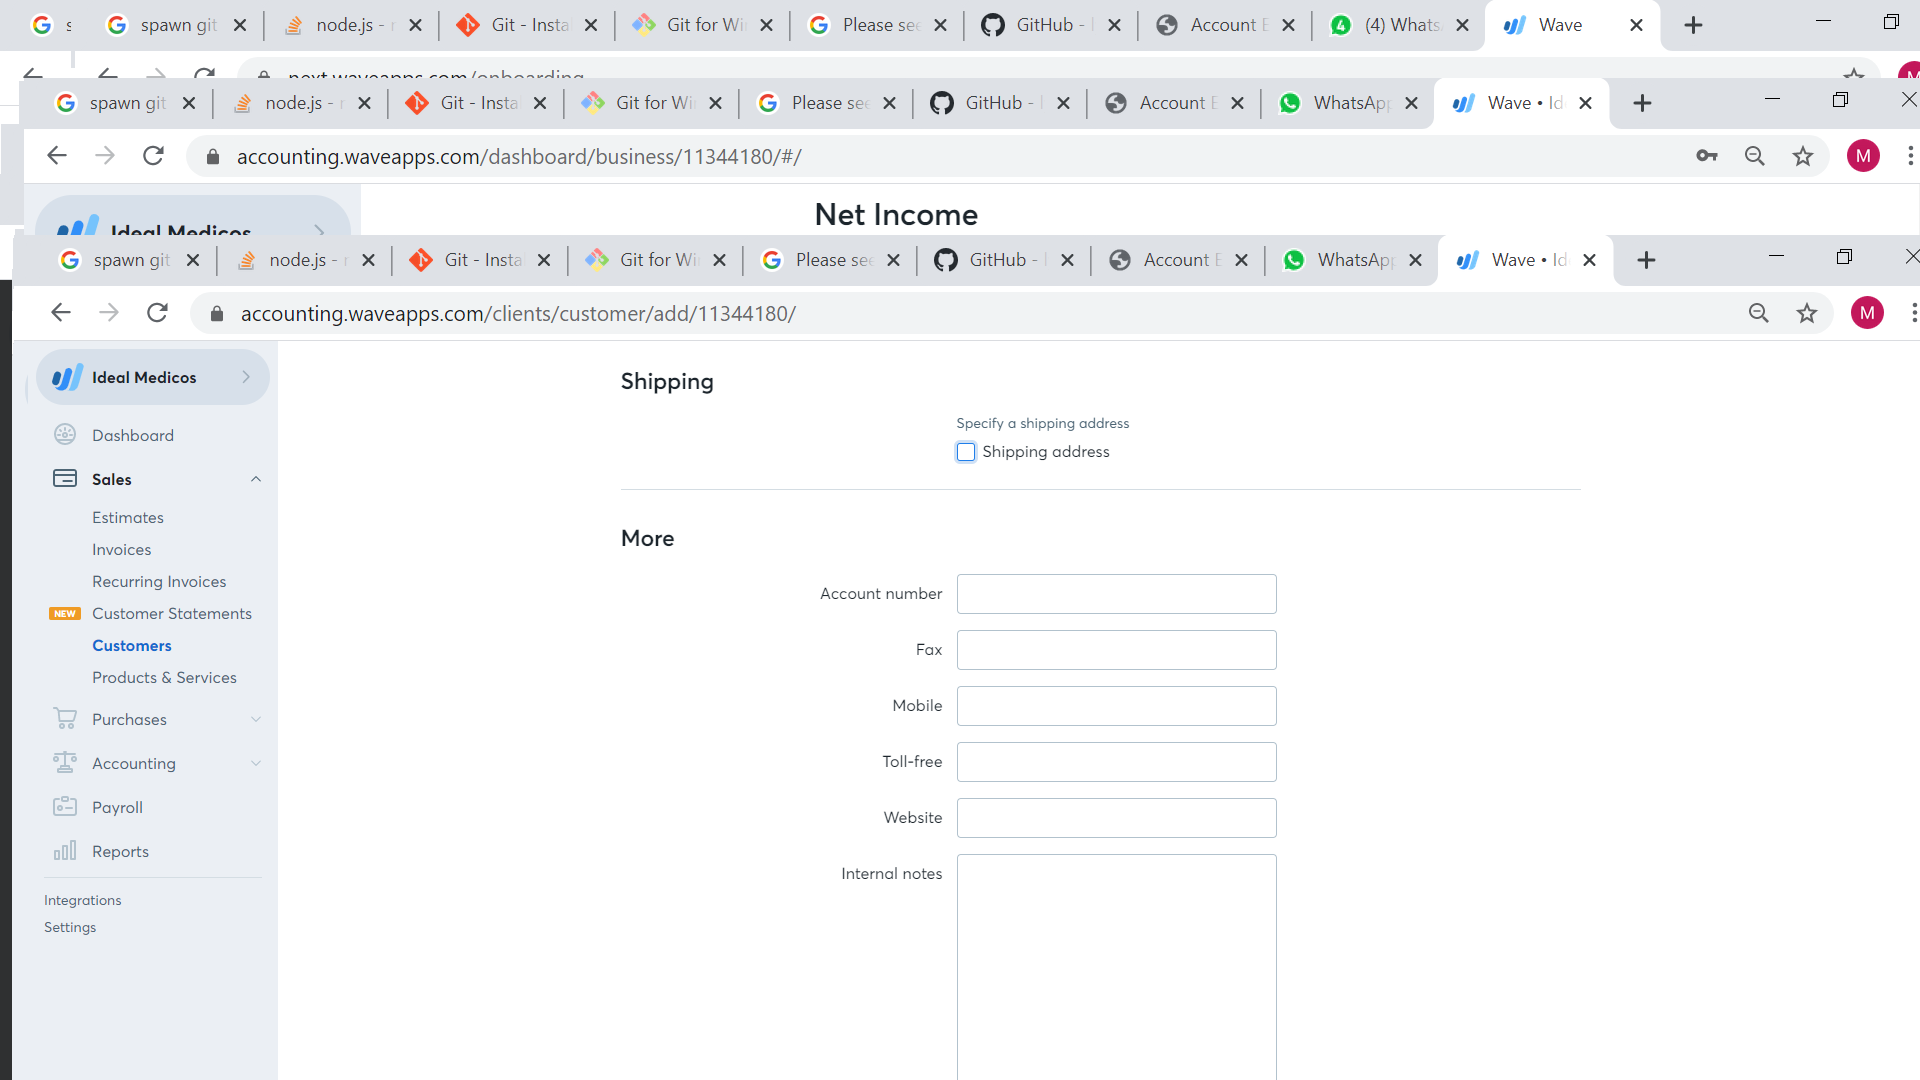 spawn git
node.js -
Git - Insta
Git for Wi
Please see
GitHub -
Account E
(4) Whats
Wave
next.waveapps.com/onboarding
spawn git
node.js -
Git - Insta
Git for Wi
Please see
GitHub -
Account E
WhatsApp
Wave • Id
accounting.waveapps.com/dashboard/business/11344180/#/
M
Ideal Medicos
Net Income
spawn git
node.js -
Git - Insta
Git for Wi
Please see
GitHub -
Account E
WhatsApp
Wave • Id
accounting.waveapps.com/clients/customer/add/11344180/
M
Ideal Medicos
Dashboard
Sales
Estimates
Invoices
Recurring Invoices
NEW Customer Statements
Customers
Products & Services
Purchases
Accounting
Payroll
Reports
Integrations
Settings
Shipping
Specify a shipping address
Shipping address
More
Account number
Fax
Mobile
Toll-free
Website
Internal notes